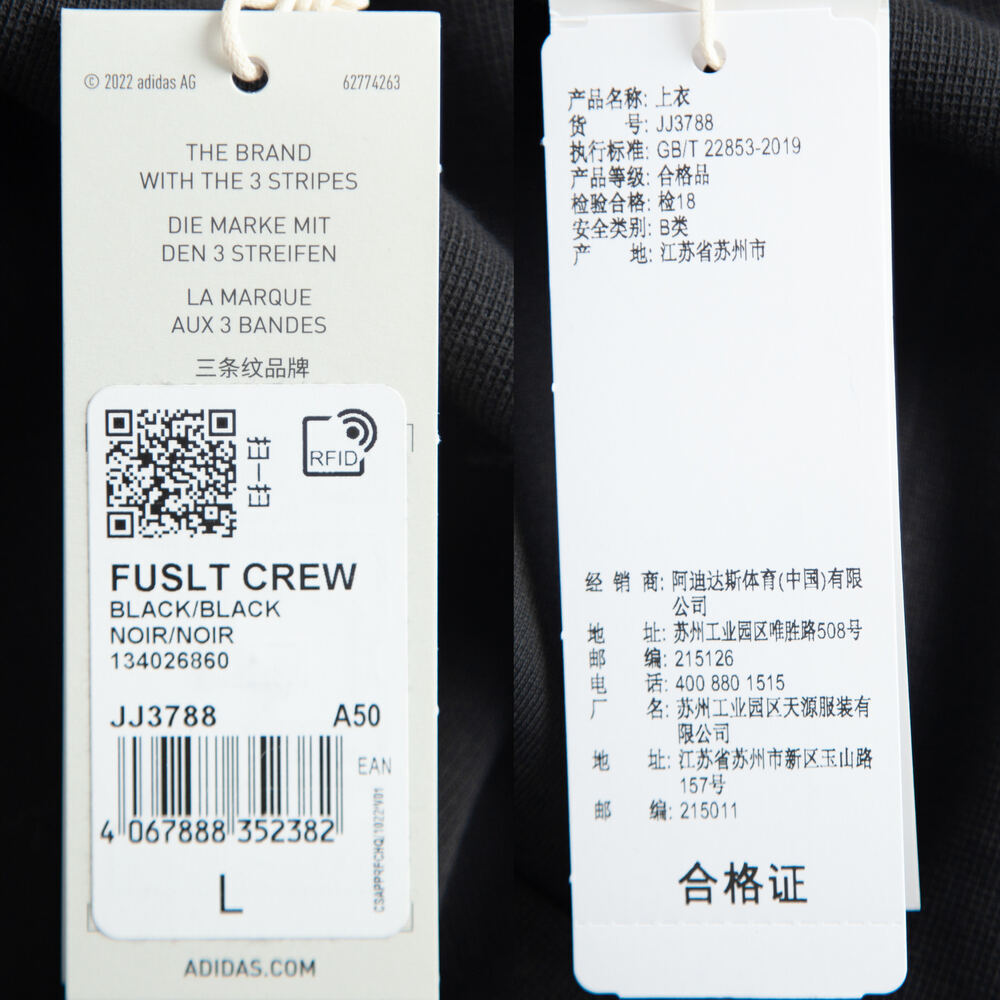 © 2022 adidas AG 62774263
THE BRAND
WITH THE 3 STRIPES
DIE MARKE MIT
DEN 3 STREIFEN
LA MARQUE
AUX 3 BANDES
三条纹品牌
扫一扫
RFID
FUSLT CREW
BLACK/BLACK
NOIR/NOIR
134026860
JJ3788 A50
EAN
4 067888 352382
CSAPPRFCHQ/1022/V01
L
ADIDAS.COM
产品名称: 上衣
货 号: JJ3788
执行标准: GB/T 22853-2019
产品等级: 合格品
检验合格: 检18
安全类别: B类
产 地: 江苏省苏州市
经 销 商: 阿迪达斯体育(中国)有限
公司
地 址: 苏州工业园区唯胜路508号
邮 编: 215126
电 话: 400 880 1515
厂 名: 苏州工业园区天源服装有
限公司
地 址: 江苏省苏州市新区玉山路
157号
邮 编: 215011
合格证